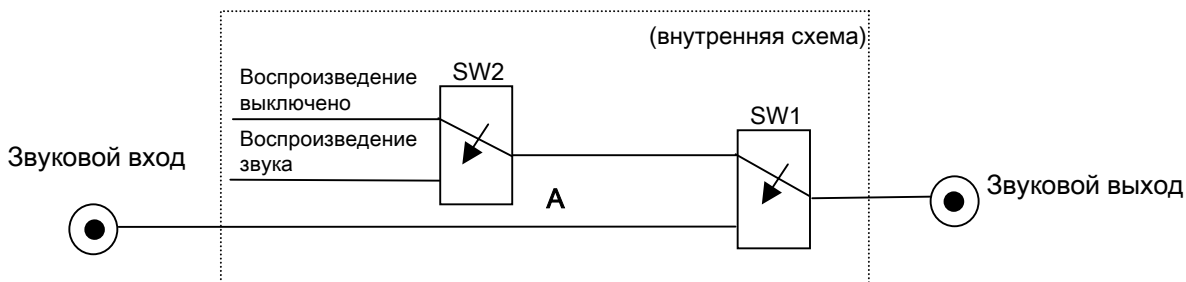 (внутренняя схема)
SW2
Воспроизведение
выключено
SW1
Воспроизведение
звука
Звуковой вход
A
Звуковой выход